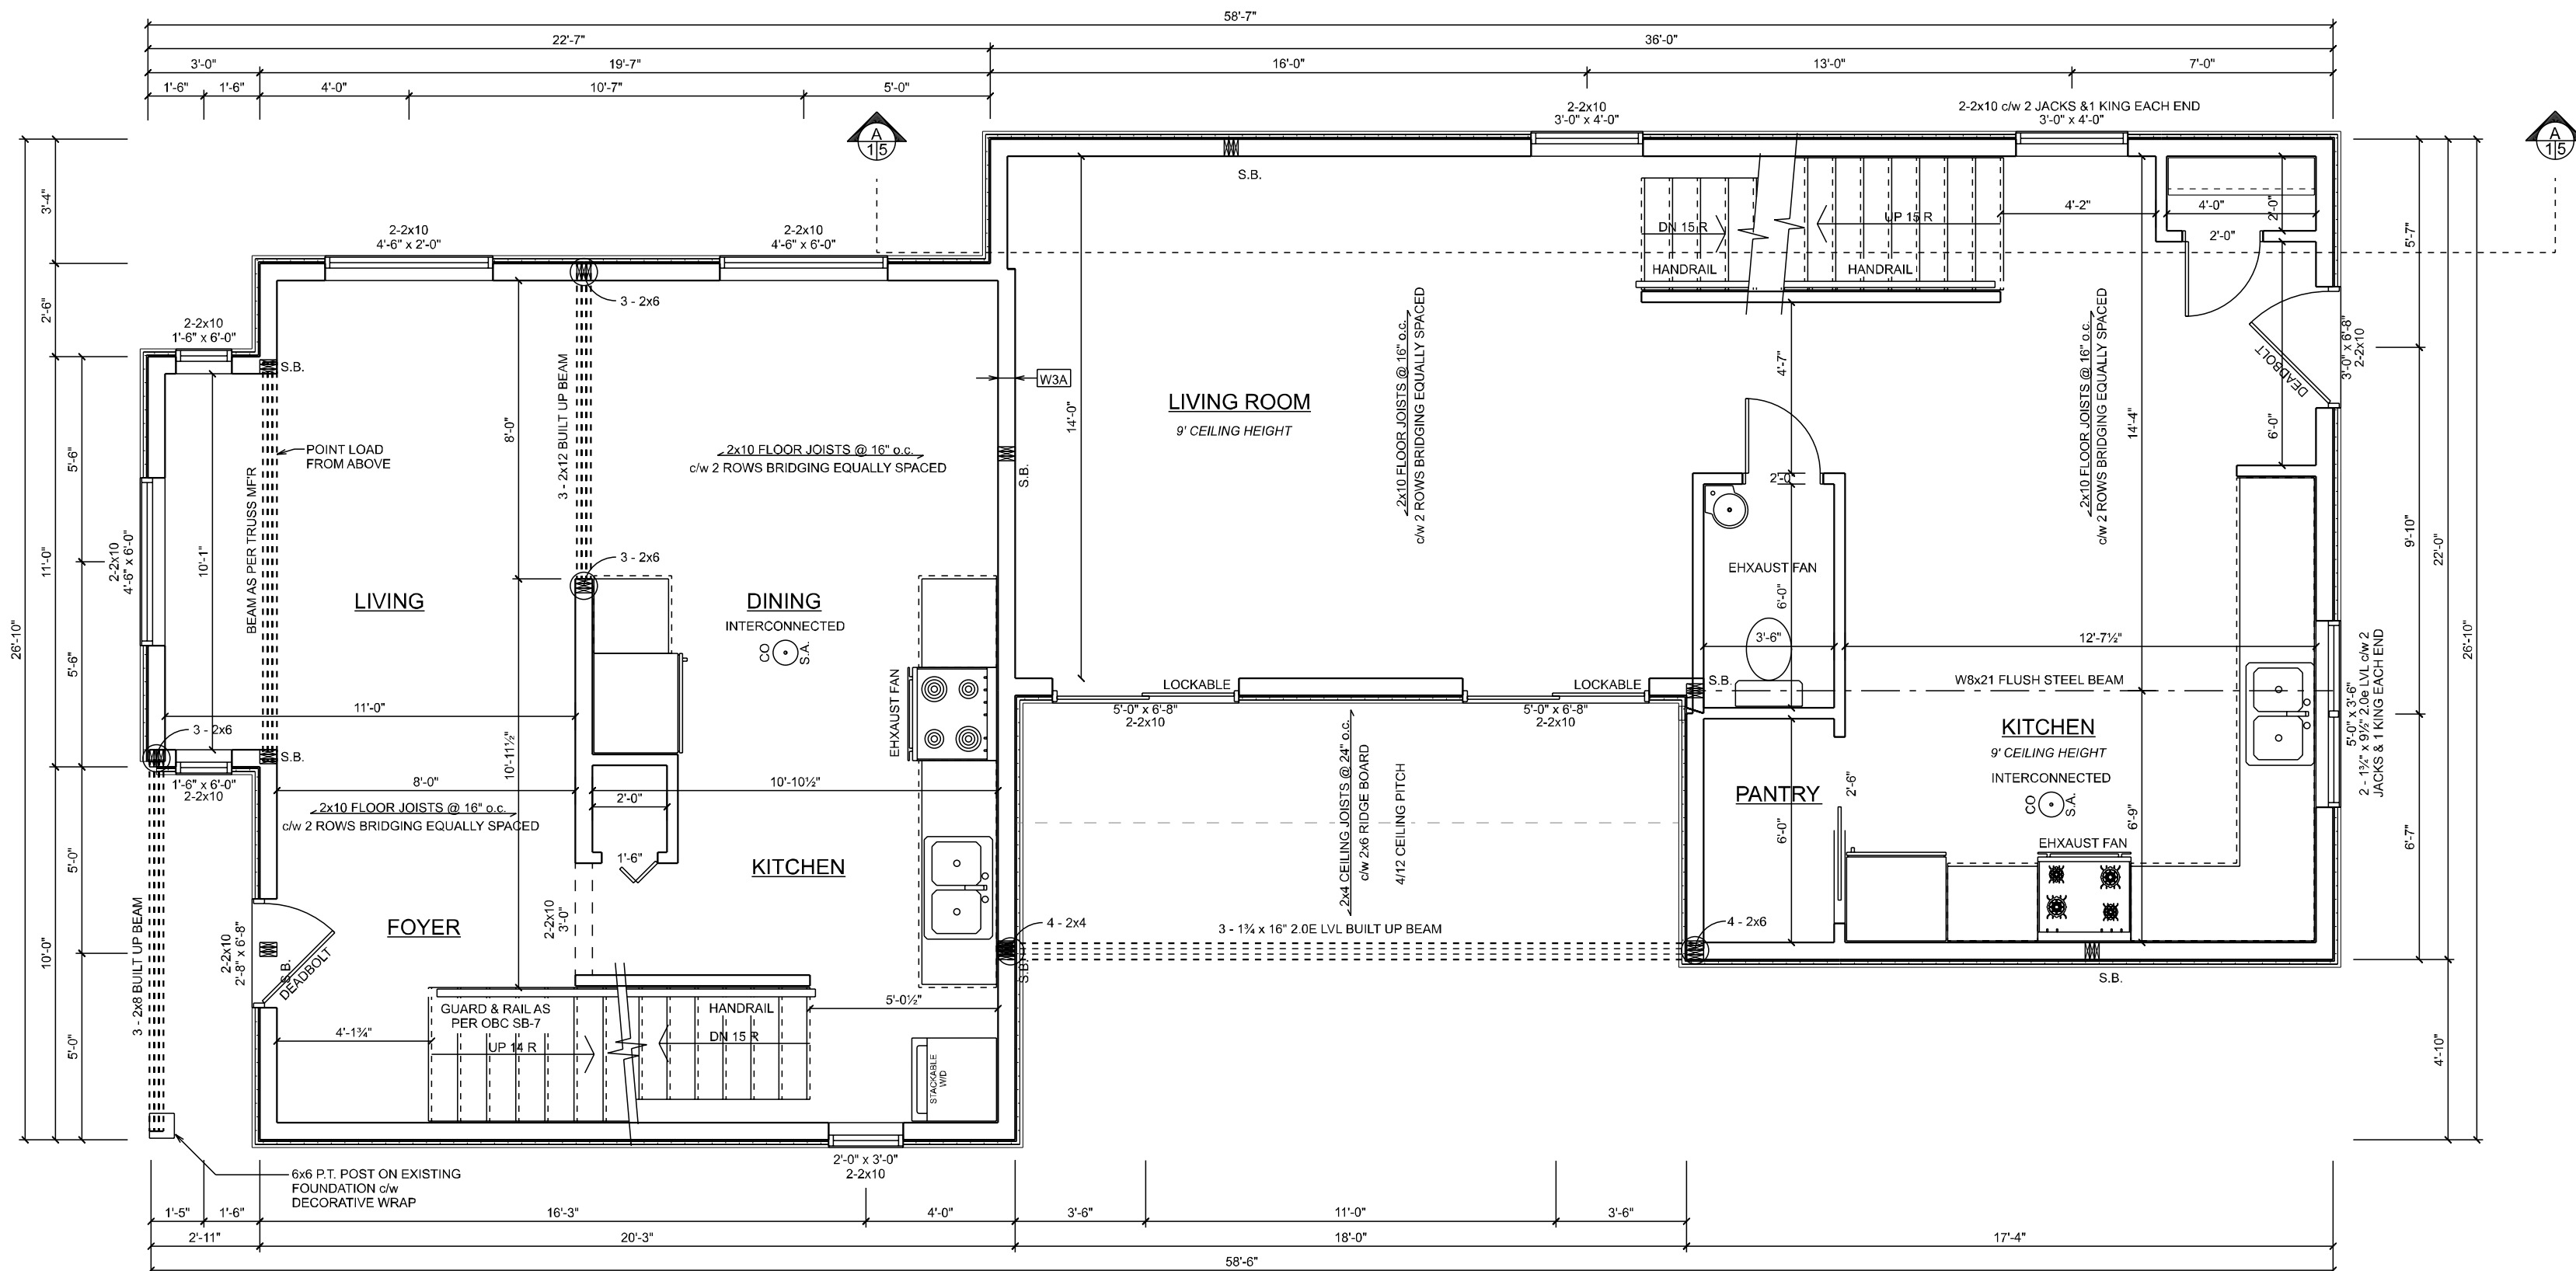 58'-7"
22'-7"
36'-0"
3'-0"
19'-7"
16'-0"
13'-0"
7'-0"
1'-6"
1'-6"
4'-0"
10'-7"
5'-0"
A
1 5
2-2x10
3'-0" x 4'-0"
2-2x10 c/w 2 JACKS &1 KING EACH END
3'-0" x 4'-0"
A
1 5
S.B.
3'-4"
2'-6"
2-2x10
4'-6" x 2'-0"
2-2x10
4'-6" x 6'-0"
3 - 2x6
DN 15 R
UP 15 R
HANDRAIL
HANDRAIL
4'-2"
4'-0"
2'-0"
2'-0"
5'-7"
2-2x10
1'-6" x 6'-0"
S.B.
W3A
DEADBOLT
3'-0" x 6'-8"
2-2x10
4'-7"
14'-0"
LIVING ROOM
9' CEILING HEIGHT
2x10 FLOOR JOISTS @ 16" o.c.
c/w 2 ROWS BRIDGING EQUALLY SPACED
2x10 FLOOR JOISTS @ 16" o.c.
c/w 2 ROWS BRIDGING EQUALLY SPACED
14'-4"
6'-0"
POINT LOAD
FROM ABOVE
BEAM AS PER TRUSS MF'R
3 - 2x12 BUILT UP BEAM
8'-0"
2x10 FLOOR JOISTS @ 16" o.c.
c/w 2 ROWS BRIDGING EQUALLY SPACED
S.B.
5'-6"
11'-0"
26'-10"
2-2x10
4'-6" x 6'-0"
10'-1"
3 - 2x6
2'-0"
EHXAUST FAN
6'-0"
3'-6"
12'-7½"
9'-10"
22'-0"
26'-10"
LIVING
DINING
INTERCONNECTED
CO
S.A.
EHXAUST FAN
5'-6"
11'-0"
LOCKABLE
LOCKABLE
5'-0" x 6'-8"
2-2x10
5'-0" x 6'-8"
2-2x10
S.B.
W8x21 FLUSH STEEL BEAM
5'-0" x 3'-6"
2 - 1¾" x 9½" 2.0e LVL c/w 2
JACKS & 1 KING EACH END
KITCHEN
9' CEILING HEIGHT
INTERCONNECTED
CO
S.A.
EHXAUST FAN
3 - 2x6
S.B.
1'-6" x 6'-0"
2-2x10
10'-11½"
8'-0"
2x10 FLOOR JOISTS @ 16" o.c.
c/w 2 ROWS BRIDGING EQUALLY SPACED
2'-0"
10'-10½"
1'-6"
KITCHEN
2x4 CEILING JOISTS @ 24" o.c.
c/w 2x6 RIDGE BOARD
4/12 CEILING PITCH
PANTRY
2'-6"
6'-0"
6'-9"
6'-7"
5'-0"
10'-0"
3 - 2x8 BUILT UP BEAM
FOYER
2-2x10
2'-8" x 6'-8"
S.B.
DEADBOLT
2-2x10
3'-0"
4 - 2x4
S.B.
3 - 1¾ x 16" 2.0E LVL BUILT UP BEAM
4 - 2x6
S.B.
5'-0"
4'-1¾"
GUARD & RAIL AS
PER OBC SB-7
UP 14 R
HANDRAIL
DN 15 R
5'-0½"
STACKABLE
W/D
4'-10"
2'-0" x 3'-0"
2-2x10
6x6 P.T. POST ON EXISTING
FOUNDATION c/w
DECORATIVE WRAP
1'-5"
1'-6"
16'-3"
4'-0"
3'-6"
11'-0"
3'-6"
2'-11"
20'-3"
18'-0"
17'-4"
58'-6"